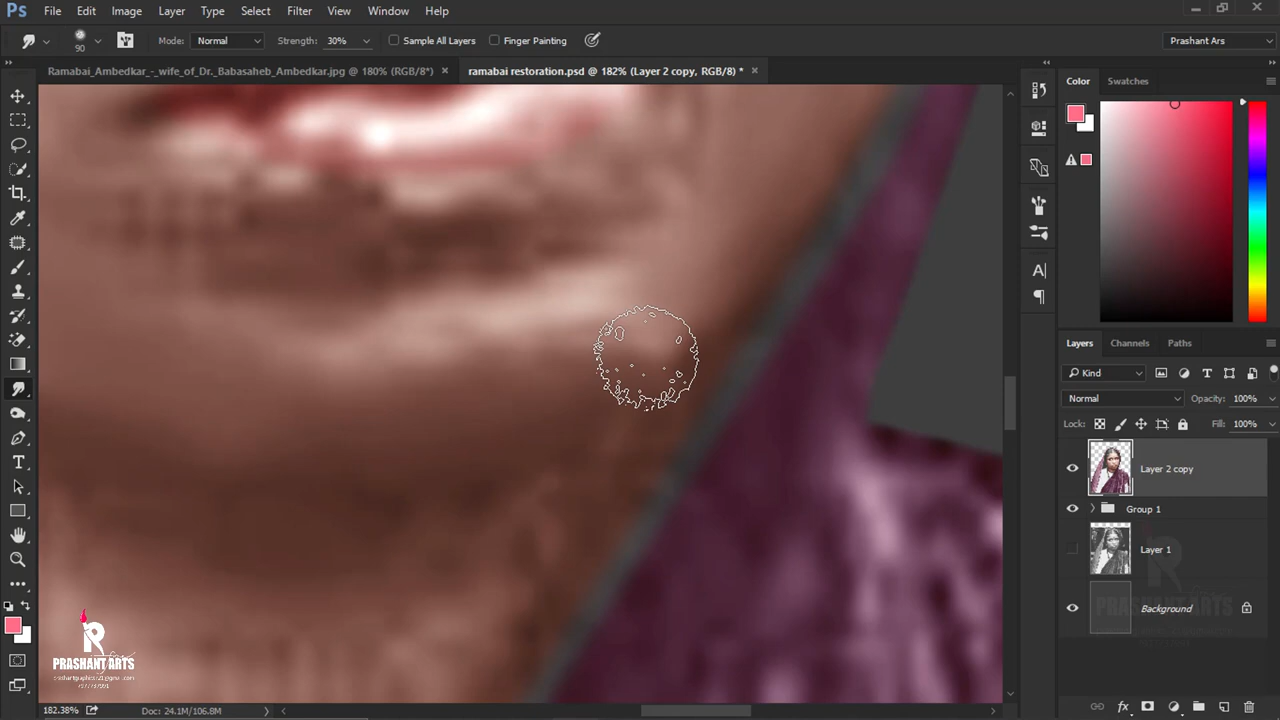 Ps File Edit Image Layer Type Select Filter View Window Help
90 Mode: Normal Strength: 30% Sample All Layers Finger Painting Prashant Ars
Ramabai_Ambedkar_-_wife_of_Dr._Babasaheb_Ambedkar.jpg @ 180% (RGB/8*) × ramabai restoration.psd @ 182% (Layer 2 copy, RGB/8) * ×
Color Swatches
Layers Channels Paths
Kind
Normal Opacity: 100%
Lock: Fill: 100%
Layer 2 copy
Group 1
Layer 1
Background
PRASHANT ARTS
PRASHANT ARTS
182.38% Doc: 24.1M/106.8M